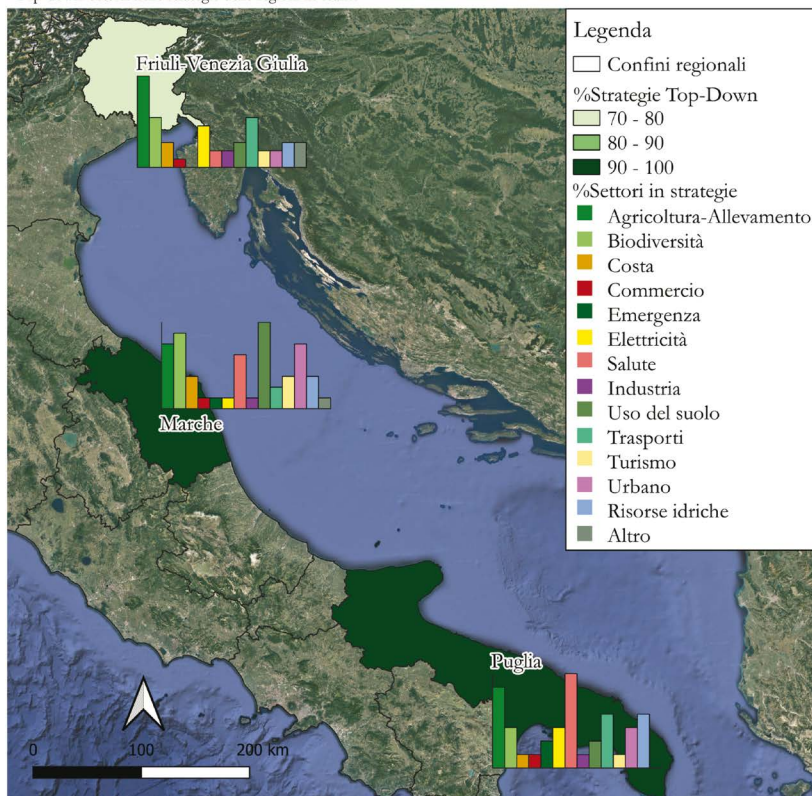 Legenda
Confini regionali
%Strategie Top-Down
70 - 80
80 - 90
90 - 100
%Settori in strategie
Agricoltura-Allevamento
Biodiversità
Costa
Commercio
Emergenza
Elettricità
Salute
Industria
Uso del suolo
Trasporti
Turismo
Urbano
Risorse idriche
Altro
Friuli-Venezia Giulia
Marche
Puglia
0 100 200 km